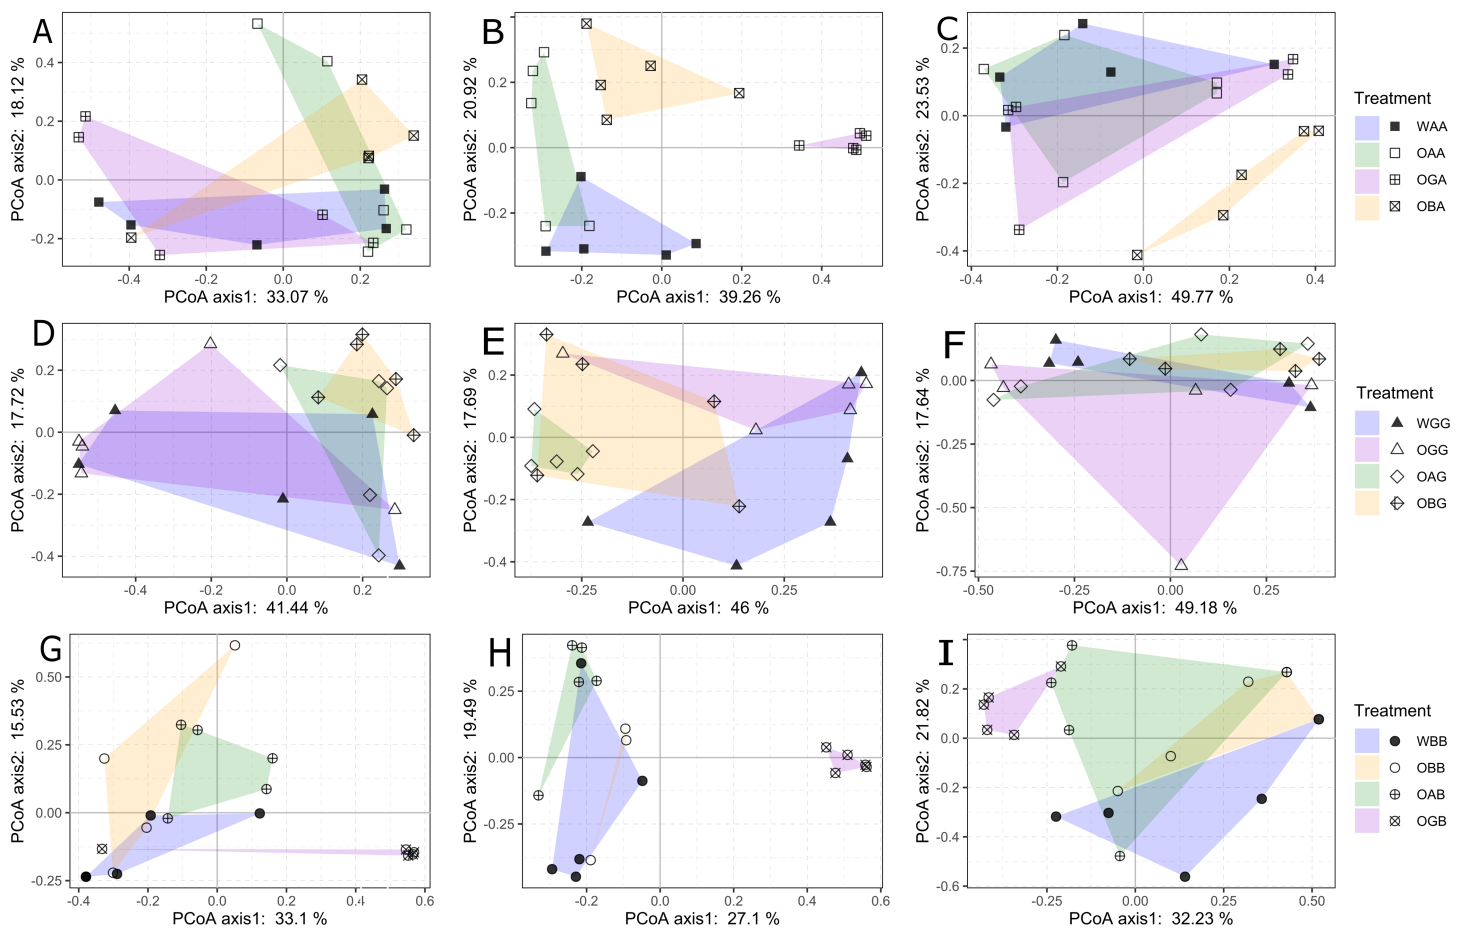 A
PCoA axis2: 18.12 %
0.4
0.2
0.0
-0.2
-0.4
-0.2
0.0
0.2
PCoA axis1: 33.07 %
B
PCoA axis2: 20.92 %
0.2
0.0
-0.2
-0.2
0.0
0.2
0.4
PCoA axis1: 39.26 %
C
PCoA axis2: 23.53 %
0.2
0.0
-0.2
-0.4
-0.4
-0.2
0.0
0.2
0.4
PCoA axis1: 49.77 %
Treatment
WAA
OAA
OGA
OBA
D
PCoA axis2: 17.72 %
0.2
0.0
-0.2
-0.4
-0.4
-0.2
0.0
0.2
PCoA axis1: 41.44 %
E
PCoA axis2: 17.69 %
0.2
0.0
-0.2
-0.4
-0.25
0.00
0.25
PCoA axis1: 46 %
F
PCoA axis2: 17.64 %
0.00
-0.25
-0.50
-0.75
-0.50
-0.25
0.00
0.25
PCoA axis1: 49.18 %
Treatment
WGG
OGG
OAG
OBG
G
PCoA axis2: 15.53 %
0.50
0.25
0.00
-0.25
-0.4
-0.2
0.0
0.2
0.4
0.6
PCoA axis1: 33.1 %
H
PCoA axis2: 19.49 %
0.25
0.00
-0.25
-0.2
0.0
0.2
0.4
0.6
PCoA axis1: 27.1 %
I
PCoA axis2: 21.82 %
0.2
0.0
-0.2
-0.4
-0.6
-0.25
0.00
0.25
0.50
PCoA axis1: 32.23 %
Treatment
WBB
OBB
OAB
OGB